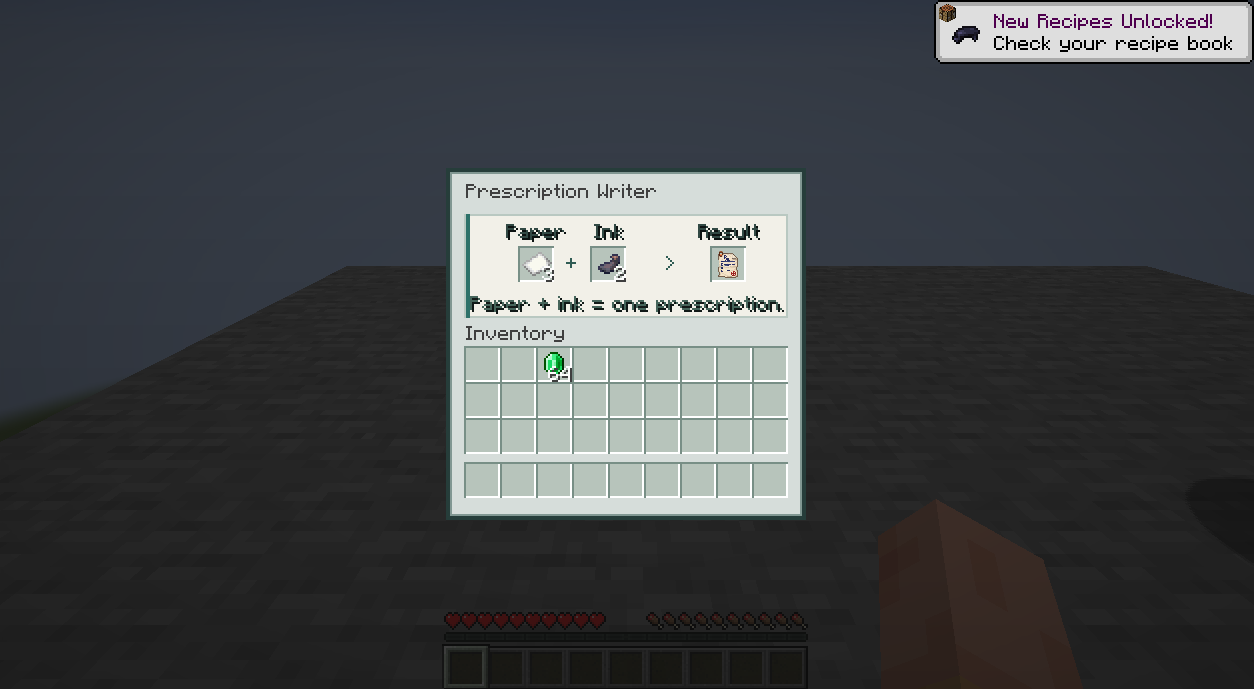 New Recipes Unlocked!
Check your recipe book
Prescription Writer
Paper Ink Result
3 + 2 >
Paper + ink = one prescription.
Inventory
64